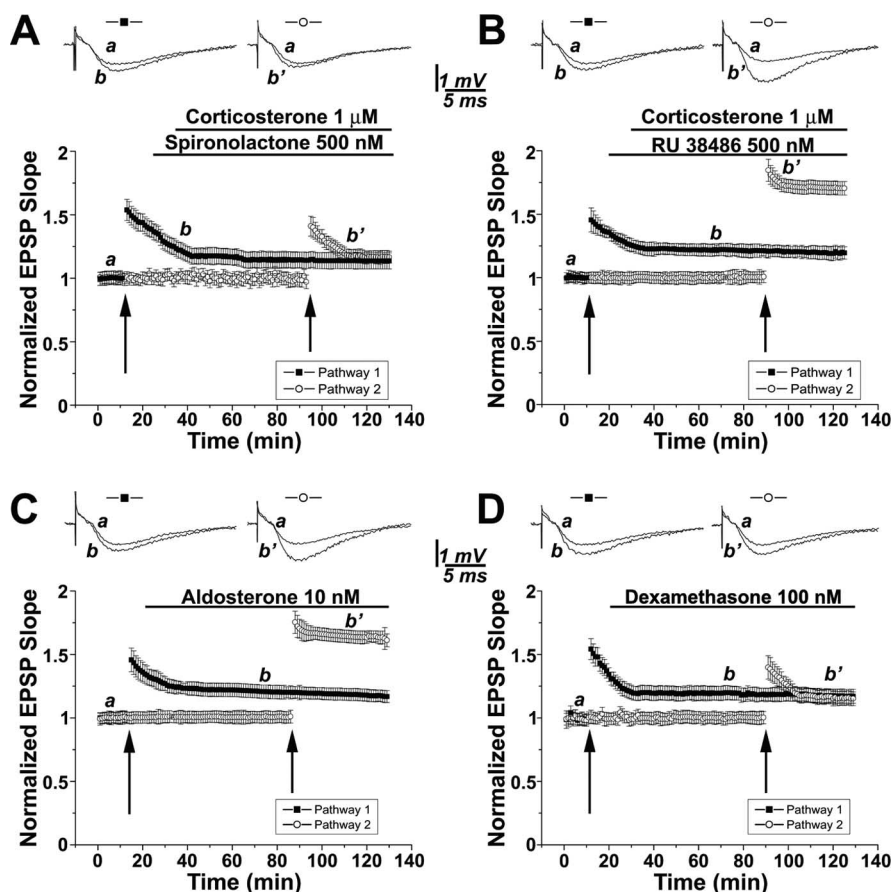 A
a
b
a
b'
1 mV
5 ms
Corticosterone 1 μM
Spironolactone 500 nM
Normalized EPSP Slope
2
1.5
1
0.5
0
a
b
b'
Pathway 1
Pathway 2
0 20 40 60 80 100 120 140
Time (min)
B
a
b
a
b'
Corticosterone 1 μM
RU 38486 500 nM
Normalized EPSP Slope
2
1.5
1
0.5
0
a
b
b'
Pathway 1
Pathway 2
0 20 40 60 80 100 120 140
Time (min)
C
a
b
a
b'
1 mV
5 ms
Aldosterone 10 nM
Normalized EPSP Slope
2
1.5
1
0.5
0
a
b
b'
Pathway 1
Pathway 2
0 20 40 60 80 100 120 140
Time (min)
D
a
b
a
b'
Dexamethasone 100 nM
Normalized EPSP Slope
2
1.5
1
0.5
0
a
b
b'
Pathway 1
Pathway 2
0 20 40 60 80 100 120 140
Time (min)